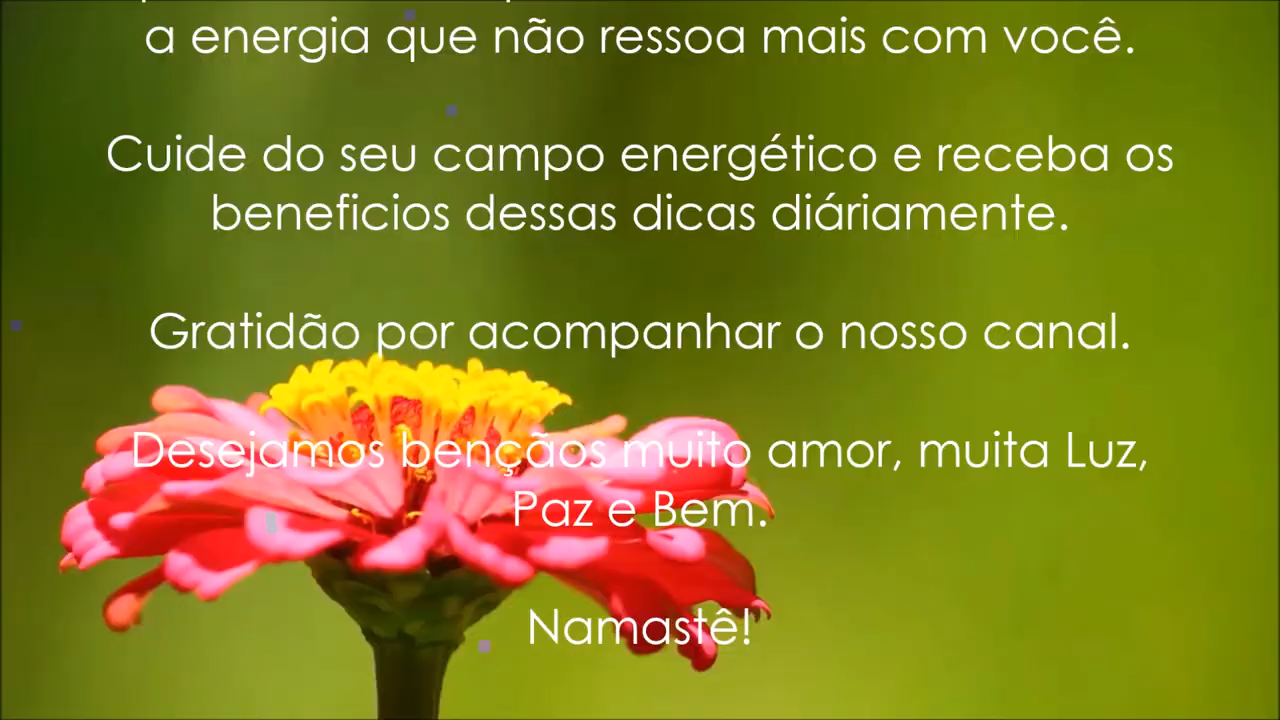 a energia que não ressoa mais com você.
Cuide do seu campo energético e receba os
beneficios dessas dicas diáriamente.
Gratidão por acompanhar o nosso canal.
Desejamos bençãos muito amor, muita Luz,
Paz e Bem.
Namastê!